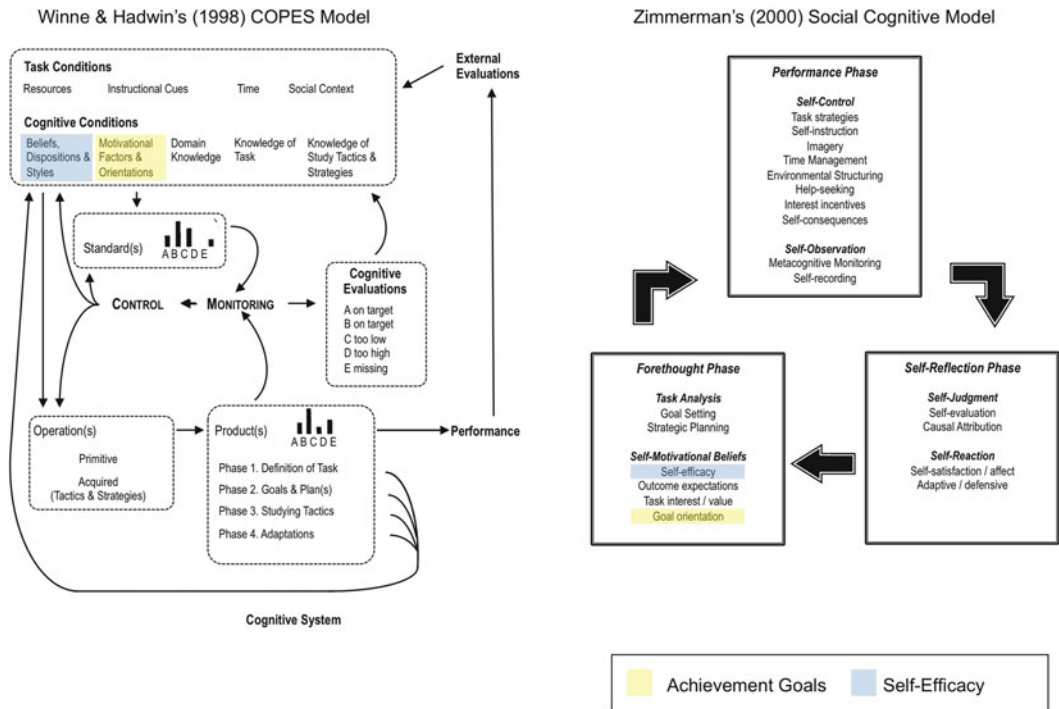 Winne & Hadwin's (1998) COPES Model
Task Conditions
Resources Instructional Cues Time Social Context
Cognitive Conditions
Beliefs,
Dispositions &
Styles
Motivational
Factors &
Orientations
Domain
Knowledge
Knowledge of
Task
Knowledge of
Study Tactics &
Strategies
External
Evaluations
Standard(s)
A B C D E
CONTROL
MONITORING
Cognitive
Evaluations
A on target
B on target
C too low
D too high
E missing
Operation(s)
Primitive
Acquired
(Tactics & Strategies)
Product(s)
A B C D E
Phase 1. Definition of Task
Phase 2. Goals & Plan(s)
Phase 3. Studying Tactics
Phase 4. Adaptations
Performance
Cognitive System
Zimmerman's (2000) Social Cognitive Model
Performance Phase
Self-Control
Task strategies
Self-instruction
Imagery
Time Management
Environmental Structuring
Help-seeking
Interest incentives
Self-consequences
Self-Observation
Metacognitive Monitoring
Self-recording
Forethought Phase
Task Analysis
Goal Setting
Strategic Planning
Self-Motivational Beliefs
Self-efficacy
Outcome expectations
Task interest / value
Goal orientation
Self-Reflection Phase
Self-Judgment
Self-evaluation
Causal Attribution
Self-Reaction
Self-satisfaction / affect
Adaptive / defensive
Achievement Goals
Self-Efficacy